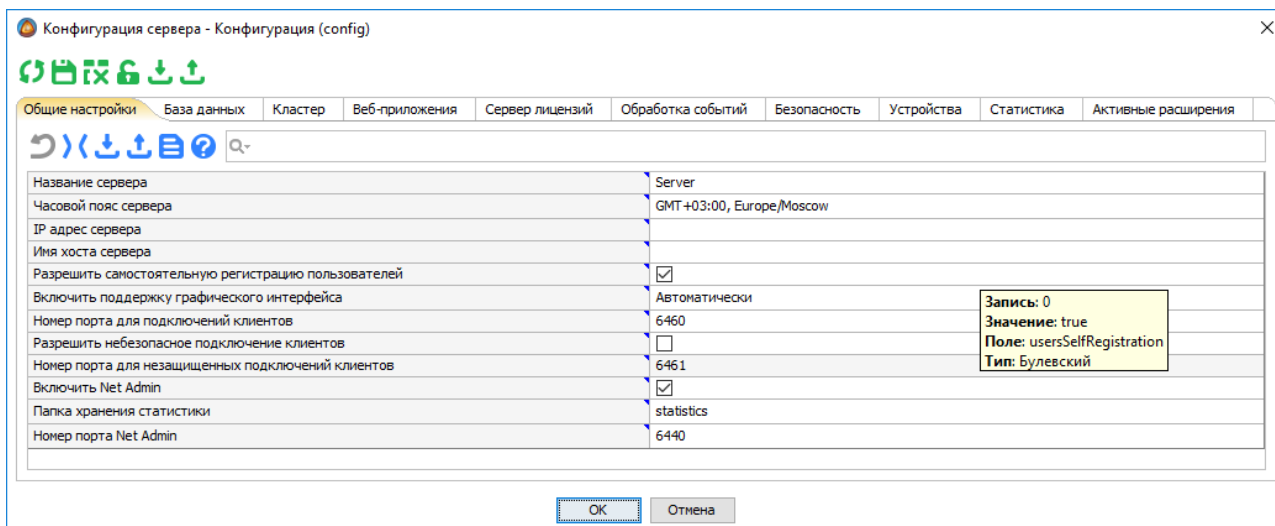 Конфигурация сервера - Конфигурация (config)
Общие настройки База данных Кластер Веб-приложения Сервер лицензий Обработка событий Безопасность Устройства Статистика Активные расширения
Название сервера Server
Часовой пояс сервера GMT+03:00, Europe/Moscow
IP адрес сервера
Имя хоста сервера
Разрешить самостоятельную регистрацию пользователей
Включить поддержку графического интерфейса Автоматически
Номер порта для подключений клиентов 6460
Разрешить небезопасное подключение клиентов
Номер порта для незащищенных подключений клиентов 6461
Включить Net Admin
Папка хранения статистики statistics
Номер порта Net Admin 6440
Запись: 0
Значение: true
Поле: usersSelfRegistration
Тип: Булевский
OK Отмена